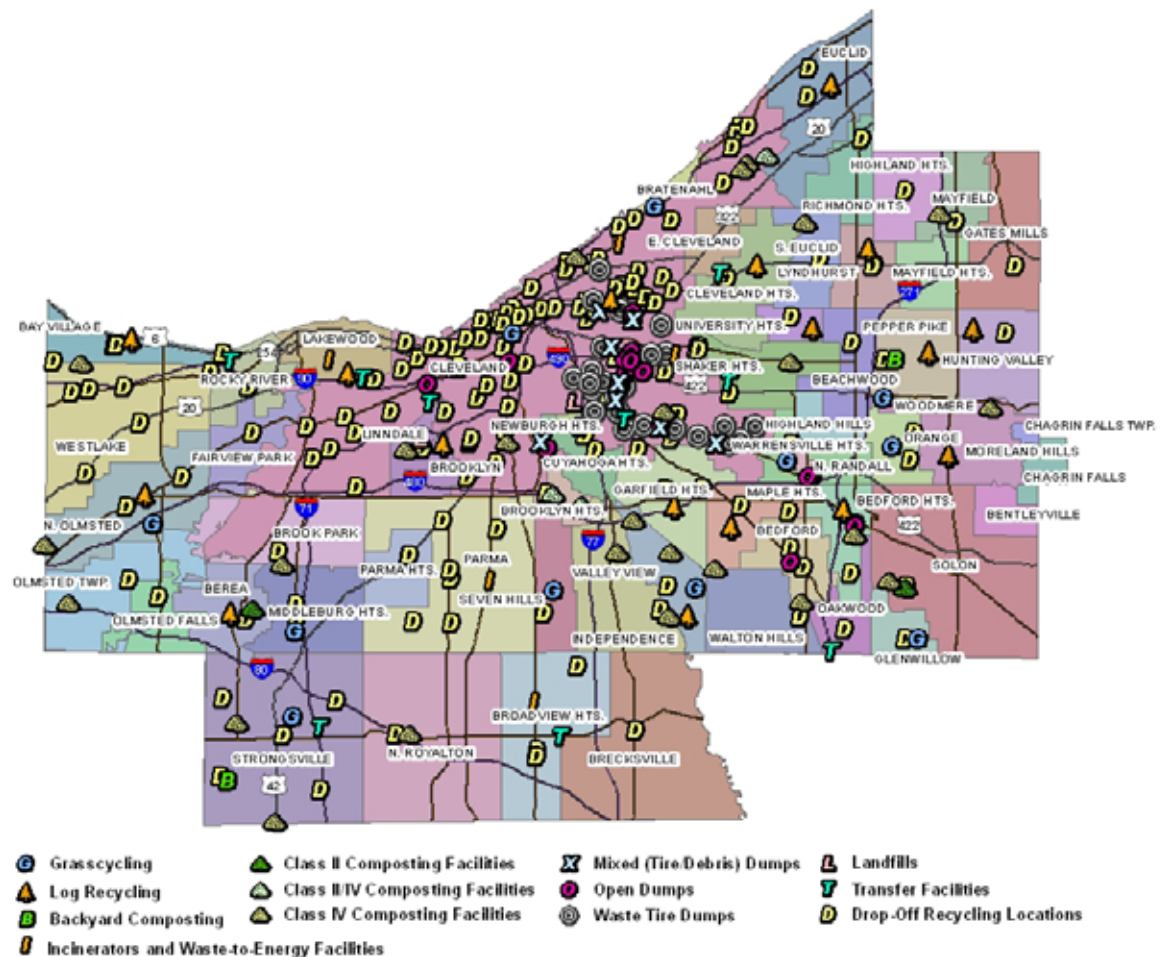 EUCLID
20
HIGHLAND HTS.
BRATENAHL
RICHMOND HTS.
MAYFIELD
322
GATES MILLS
E. CLEVELAND
S. EUCLID
LYNDHURST
MAYFIELD HTS.
CLEVELAND HTS.
271
BAY VILLAGE
6
LAKEWOOD
UNIVERSITY HTS.
PEPPER PIKE
254
490
CLEVELAND
HUNTING VALLEY
ROCKY RIVER
90
SHAKER HTS.
BEACHWOOD
422
20
WOODMERE
LINNDALE
NEWBURGH HTS.
HIGHLAND HILLS
CHAGRIN FALLS TWP.
WESTLAKE
FAIRVIEW PARK
BROOKLYN
WARRENSVILLE HTS.
ORANGE
MORELAND HILLS
CUYAHOGA HTS.
N. RANDALL
CHAGRIN FALLS
480
GARFIELD HTS.
MAPLE HTS.
BEDFORD HTS.
71
BROOKLYN HTS.
BENTLEYVILLE
N. OLMSTED
BROOK PARK
BEDFORD
422
77
PARMA
SOLON
OLMSTED TWP.
PARMA HTS.
VALLEY VIEW
BEREA
SEVEN HILLS
MIDDLEBURG HTS.
OAKWOOD
OLMSTED FALLS
INDEPENDENCE
WALTON HILLS
GLENWILLOW
80
BROADVIEW HTS.
N. ROYALTON
STRONGSVILLE
BRECKSVILLE
42
G Grasscycling
Log Recycling
B Backyard Composting
I Incinerators and Waste-to-Energy Facilities
Class II Composting Facilities
Class II/IV Composting Facilities
Class IV Composting Facilities
X Mixed (Tire/Debris) Dumps
O Open Dumps
Waste Tire Dumps
L Landfills
T Transfer Facilities
D Drop-Off Recycling Locations